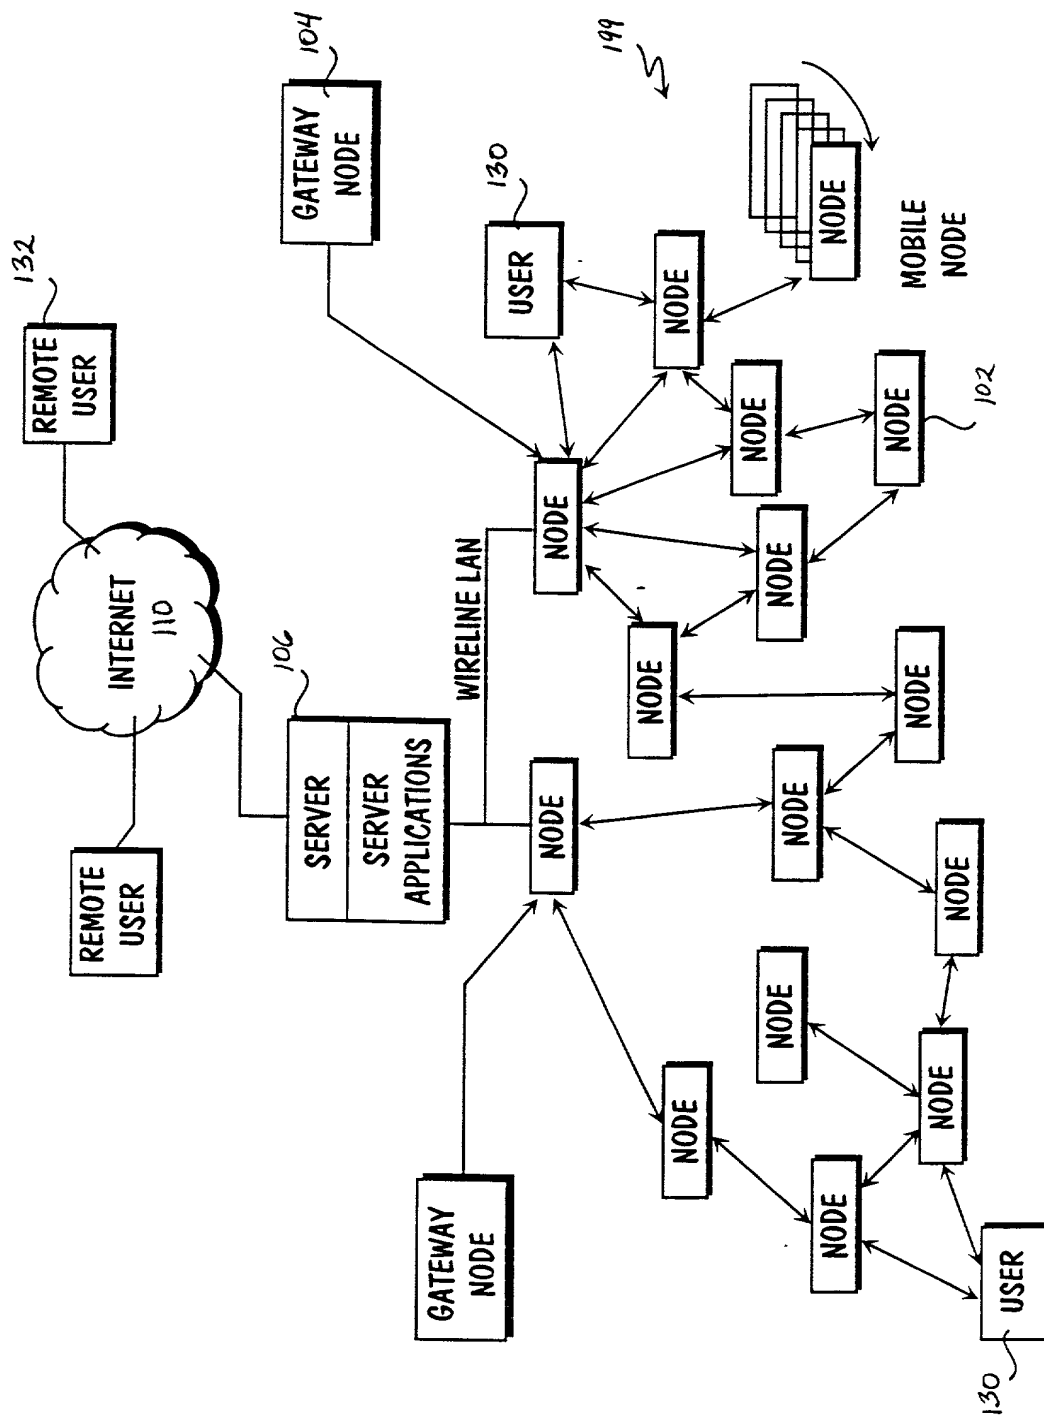 REMOTE
USER
132
REMOTE
USER
INTERNET
110
106
SERVER
SERVER
APPLICATIONS
WIRELINE LAN
GATEWAY
NODE
104
GATEWAY
NODE
NODE
NODE
USER
130
199
NODE
NODE
NODE
NODE
NODE
MOBILE
NODE
NODE
102
NODE
NODE
NODE
NODE
NODE
NODE
NODE
NODE
USER
130